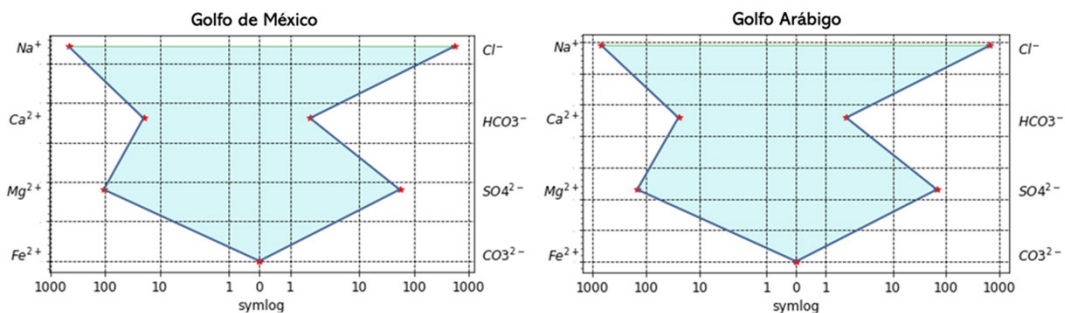 Golfo de México
Na²⁺ Cl⁻
Ca²⁺ HCO3⁻
Mg²⁺ SO4²⁻
Fe²⁺ CO3²⁻
1000 100 10 1 0 1 10 100 1000
symlog
Golfo Arábigo
Na⁺ Cl⁻
Ca²⁺ HCO3⁻
Mg²⁺ SO4²⁻
Fe²⁺ CO3²⁻
1000 100 10 1 0 1 10 100 1000
symlog